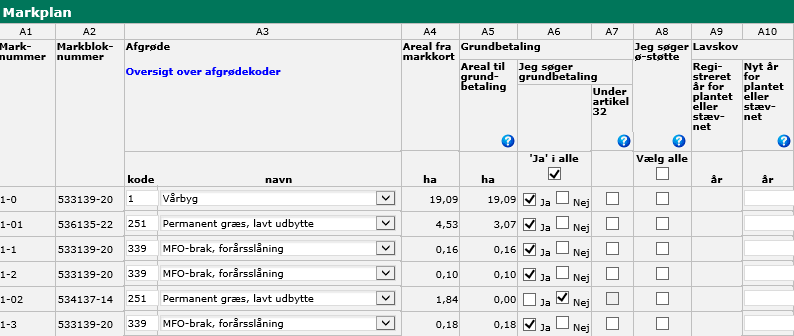 Markplan
A1 A2 A3 A4 A5 A6 A7 A8 A9 A10
Mark-
nummer
Markblok-
nummer
Afgrøde
Oversigt over afgrødekoder
kode navn
Areal fra
markkort
ha
Grundbetaling
Areal til
grund-
betaling
ha
Jeg søger
grundbetaling
'Ja' i alle
Under
artikel
32
Jeg søger
ø-støtte
Vælg alle
Lavskov
Regi-
streret
år for
plantet
eller
stæv-
net
år
Nyt år
for
plantet
eller
stæv-
net
år
1-0 533139-20 1 Vårbyg 19,09 19,09 Ja Nej
1-01 536135-22 251 Permanent græs, lavt udbytte 4,53 3,07 Ja Nej
1-1 533139-20 339 MFO-brak, forårsslåning 0,16 0,16 Ja Nej
1-2 533139-20 339 MFO-brak, forårsslåning 0,10 0,10 Ja Nej
1-02 534137-14 251 Permanent græs, lavt udbytte 1,84 0,00 Ja Nej
1-3 533139-20 339 MFO-brak, forårsslåning 0,18 0,18 Ja Nej